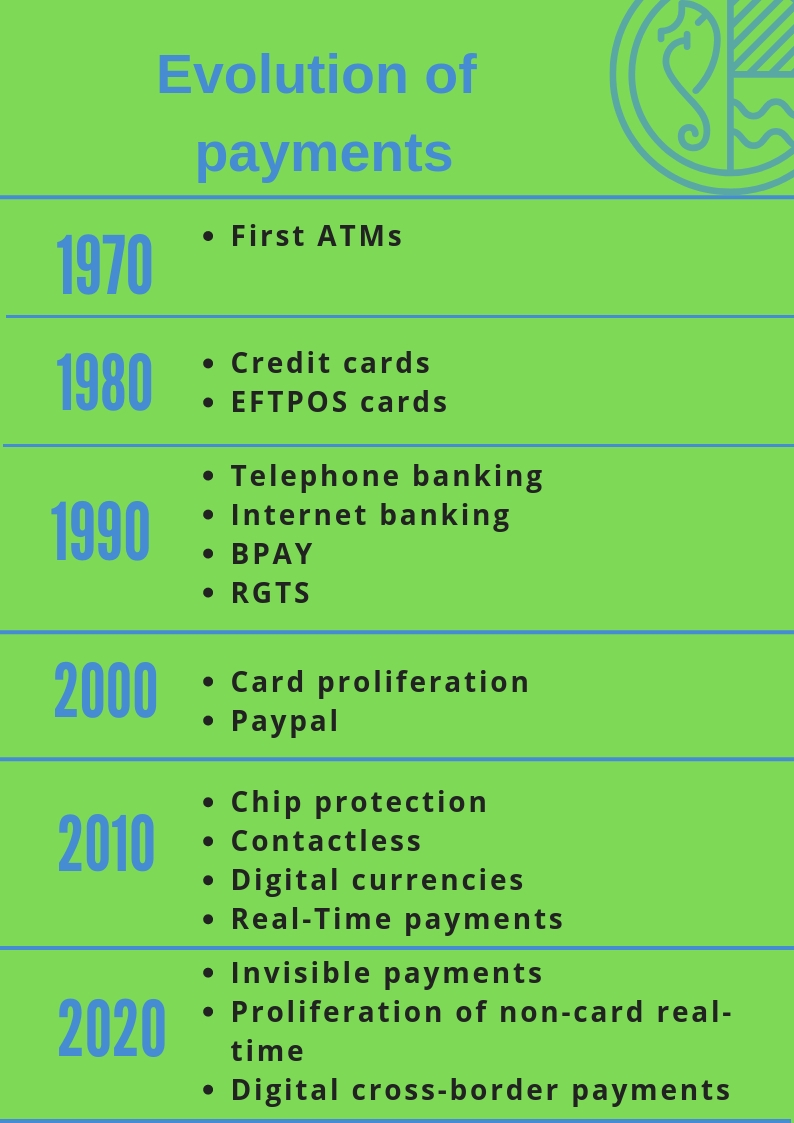 Evolution of
payments
1970
• First ATMs
1980
• Credit cards
• EFTPOS cards
1990
• Telephone banking
• Internet banking
• BPAY
• RGTS
2000
• Card proliferation
• Paypal
2010
• Chip protection
• Contactless
• Digital currencies
• Real-Time payments
2020
• Invisible payments
• Proliferation of non-card real-
time
• Digital cross-border payments